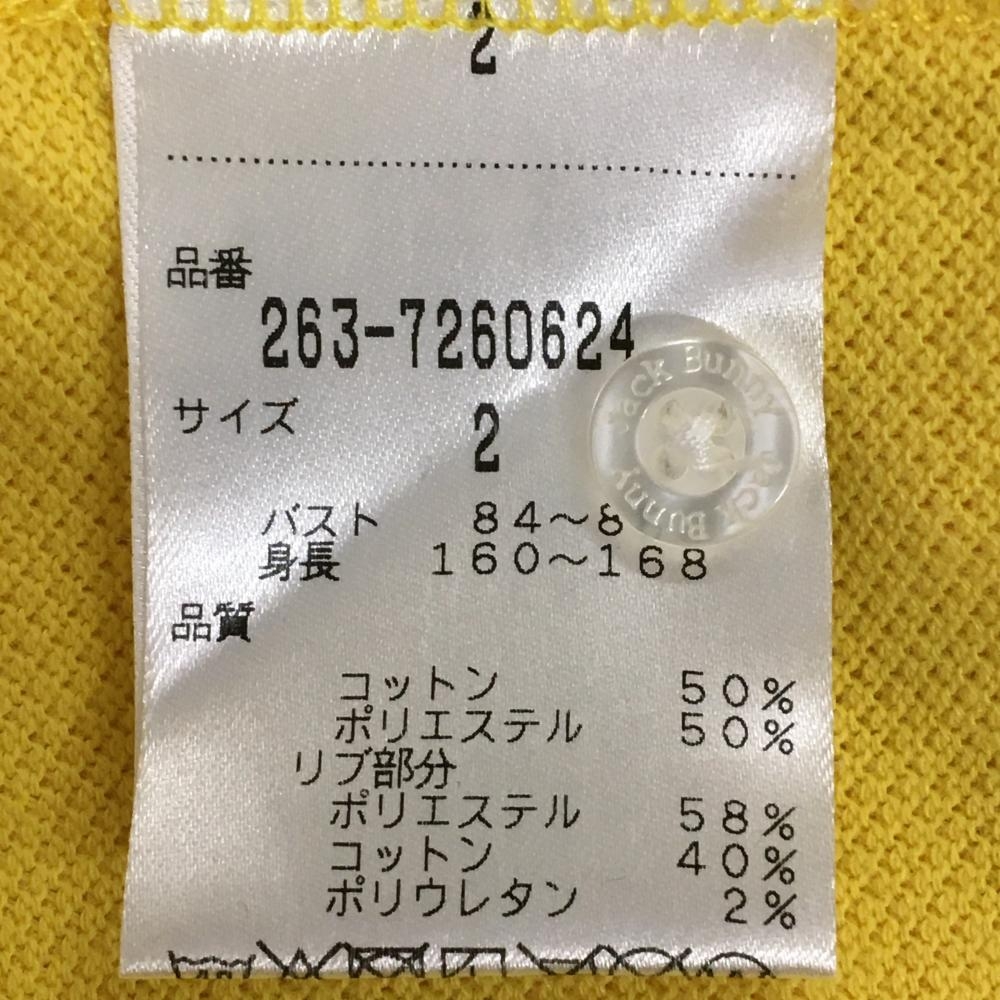 2
品番
263-7260624
サイズ
2
バスト 84～8
身長 160～168
品質
コットン 50%
ポリエステル 50%
リブ部分
ポリエステル 58%
コットン 40%
ポリウレタン 2%
Jack Bunny
Jack Bunny